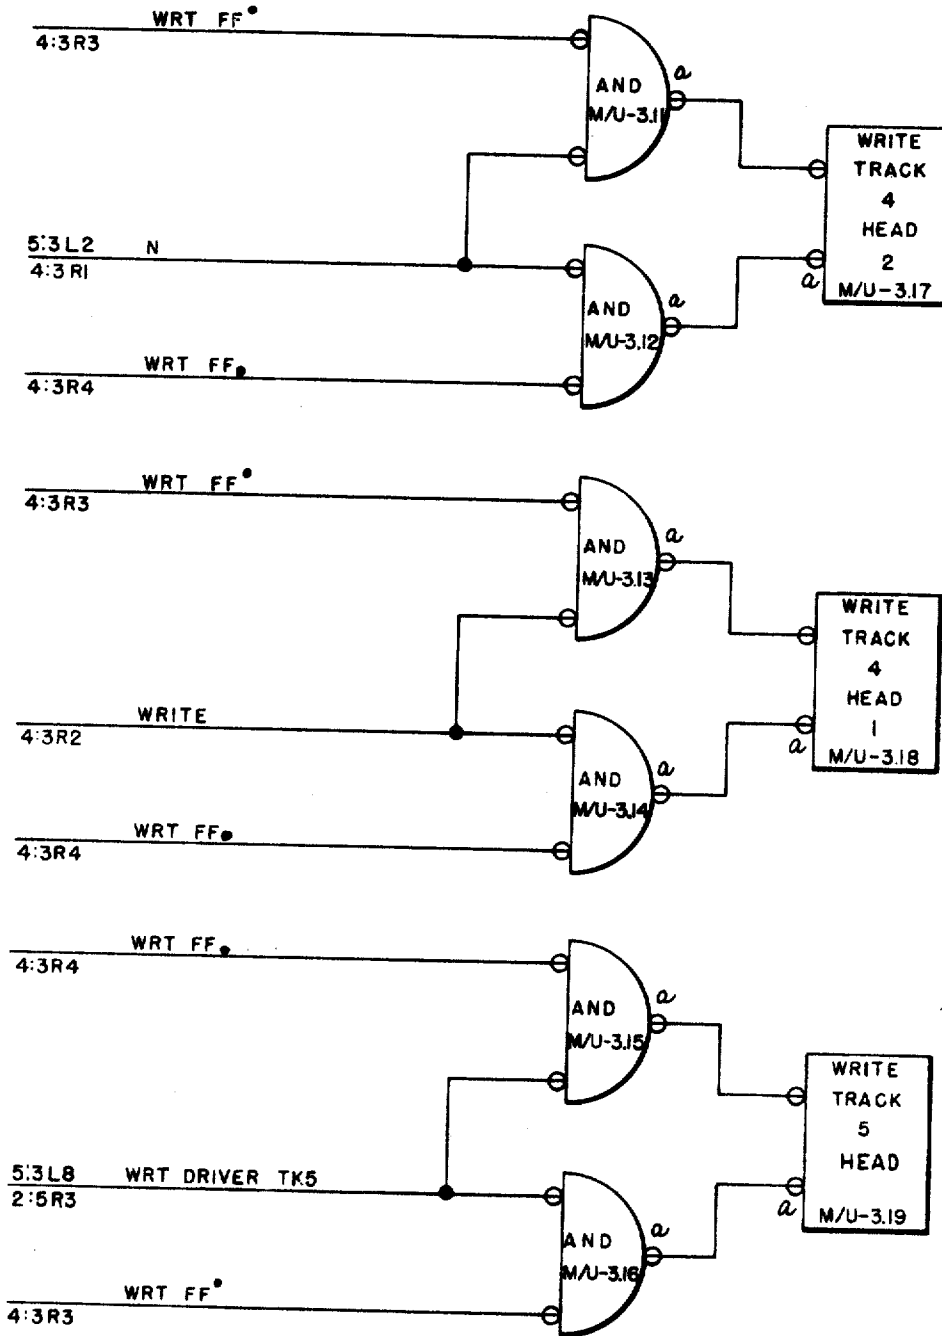 WRT FF•
4:3R3
AND
M/U-3.11
a
WRITE
TRACK
4
HEAD
2
M/U-3.17
a
5:3L2 N
4:3R1
AND
M/U-3.12
a
WRT FF•
4:3R4
WRT FF•
4:3R3
AND
M/U-3.13
a
WRITE
TRACK
4
HEAD
1
M/U-3.18
a
WRITE
4:3R2
AND
M/U-3.14
a
WRT FF•
4:3R4
WRT FF•
4:3R4
AND
M/U-3.15
a
WRITE
TRACK
5
HEAD
M/U-3.19
a
5:3L8 WRT DRIVER TK5
2:5R3
AND
M/U-3.16
a
WRT FF•
4:3R3